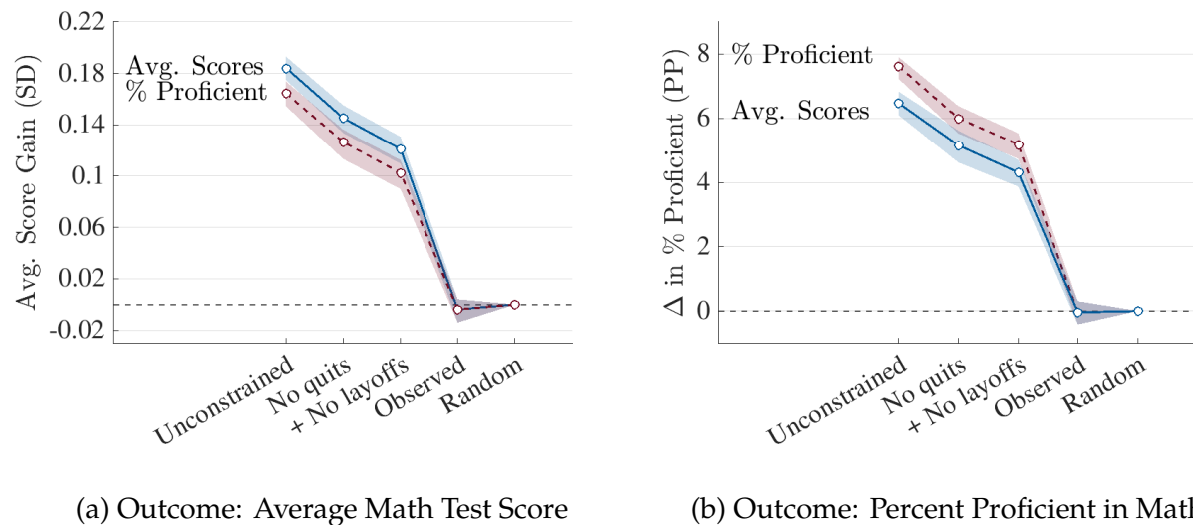 Avg. Score Gain (SD)
0.22
0.18
0.14
0.1
0.06
0.02
-0.02
Avg. Scores
% Proficient
Unconstrained
No quits
+ No layoffs
Observed
Random
(a) Outcome: Average Math Test Score
Δ in % Proficient (PP)
8
6
4
2
0
% Proficient
Avg. Scores
Unconstrained
No quits
+ No layoffs
Observed
Random
(b) Outcome: Percent Proficient in Math